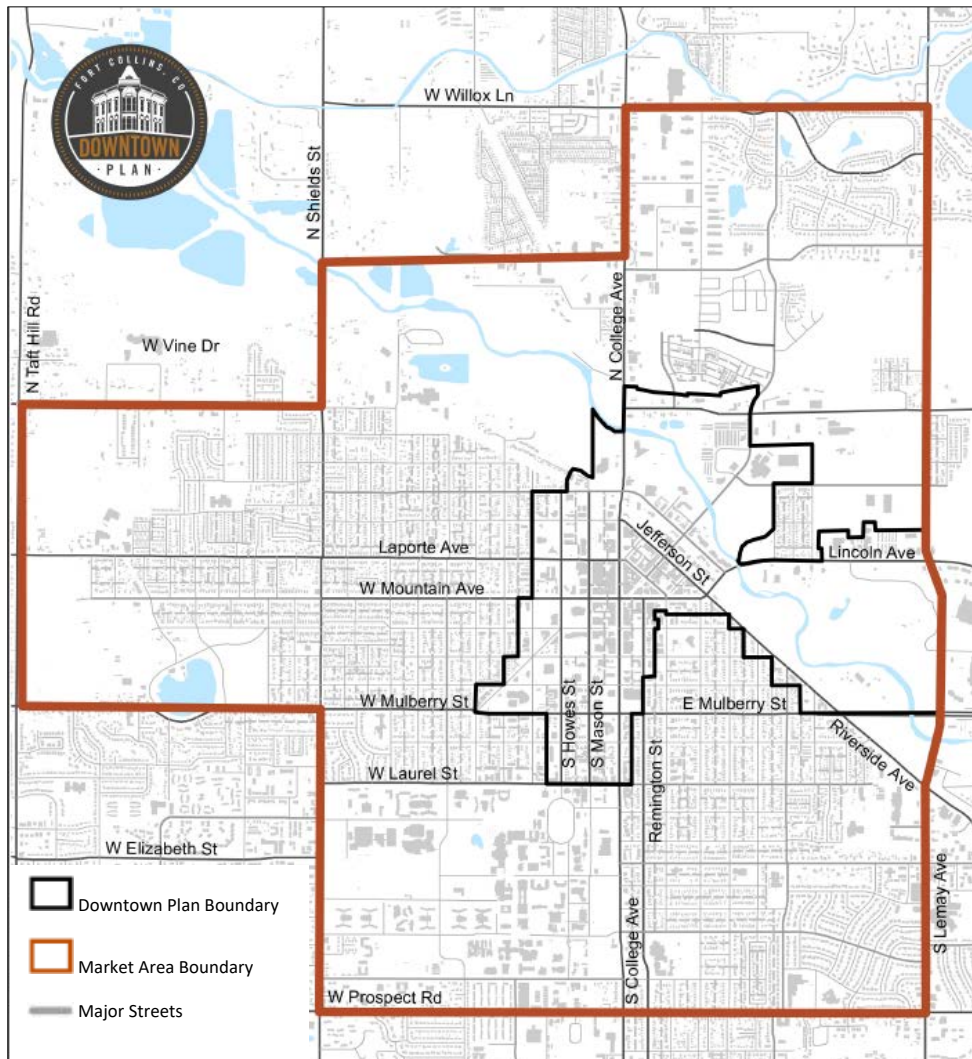 FORT COLLINS, CO
DOWNTOWN
· PLAN ·
W Willox Ln
N Shields St
N Taft Hill Rd
N College Ave
W Vine Dr
Jefferson St
Laporte Ave
Lincoln Ave
W Mountain Ave
W Mulberry St
S Howes St
S Mason St
E Mulberry St
Remington St
Riverside Ave
W Laurel St
W Elizabeth St
Downtown Plan Boundary
S College Ave
S Lemay Ave
Market Area Boundary
W Prospect Rd
Major Streets